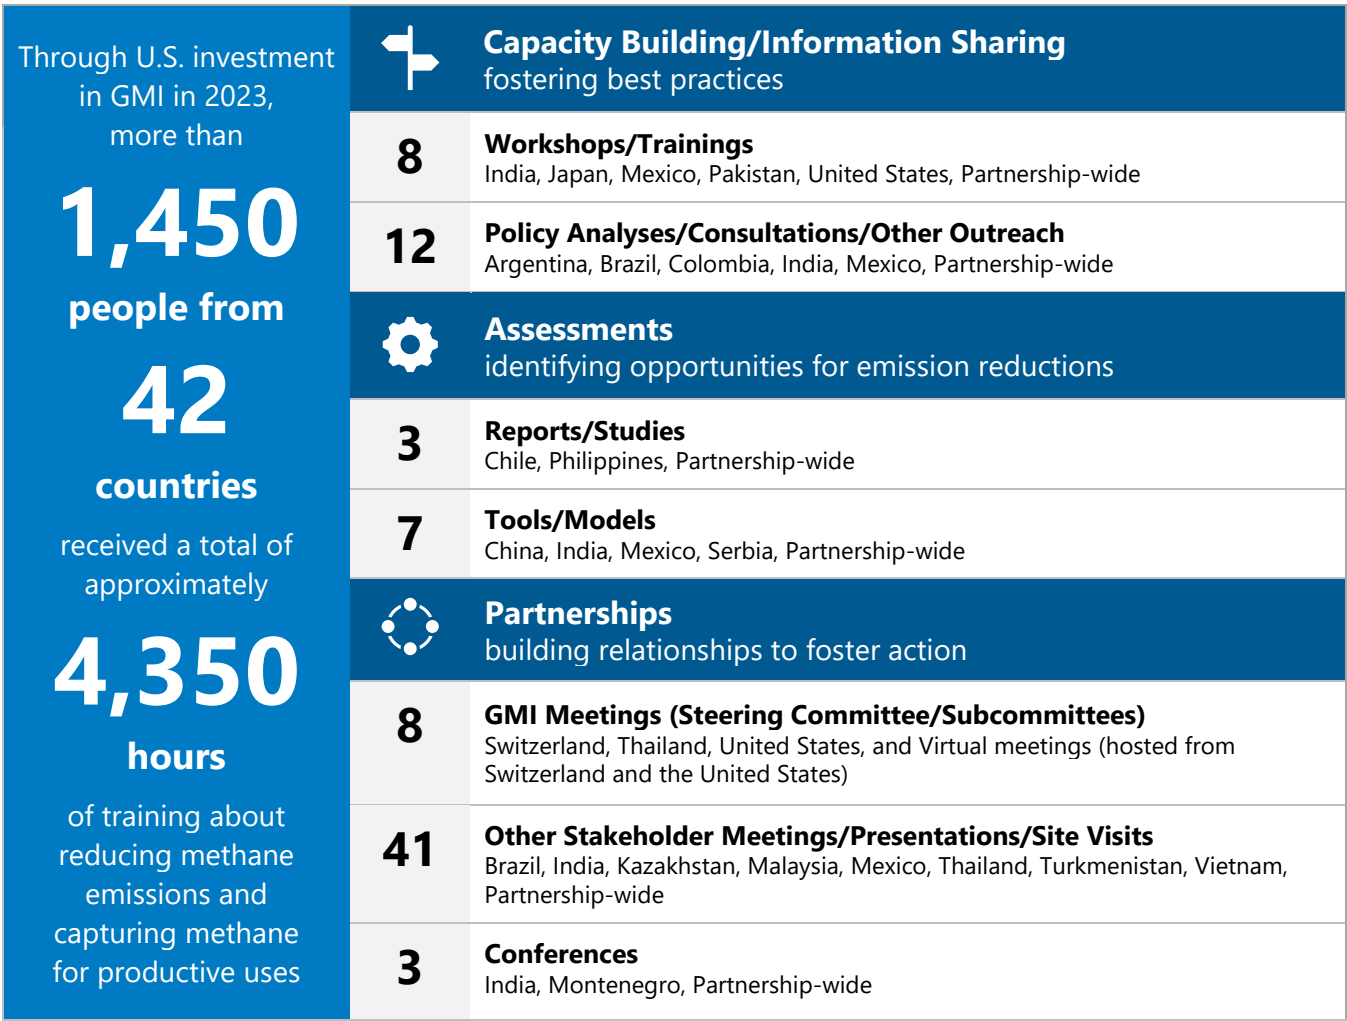 Through U.S. investment
in GMI in 2023,
more than
1,450
people from
42
countries
received a total of
approximately
4,350
hours
of training about
reducing methane
emissions and
capturing methane
for productive uses
Capacity Building/Information Sharing
fostering best practices
8
Workshops/Trainings
India, Japan, Mexico, Pakistan, United States, Partnership-wide
12
Policy Analyses/Consultations/Other Outreach
Argentina, Brazil, Colombia, India, Mexico, Partnership-wide
Assessments
identifying opportunities for emission reductions
3
Reports/Studies
Chile, Philippines, Partnership-wide
7
Tools/Models
China, India, Mexico, Serbia, Partnership-wide
Partnerships
building relationships to foster action
8
GMI Meetings (Steering Committee/Subcommittees)
Switzerland, Thailand, United States, and Virtual meetings (hosted from
Switzerland and the United States)
41
Other Stakeholder Meetings/Presentations/Site Visits
Brazil, India, Kazakhstan, Malaysia, Mexico, Thailand, Turkmenistan, Vietnam,
Partnership-wide
3
Conferences
India, Montenegro, Partnership-wide